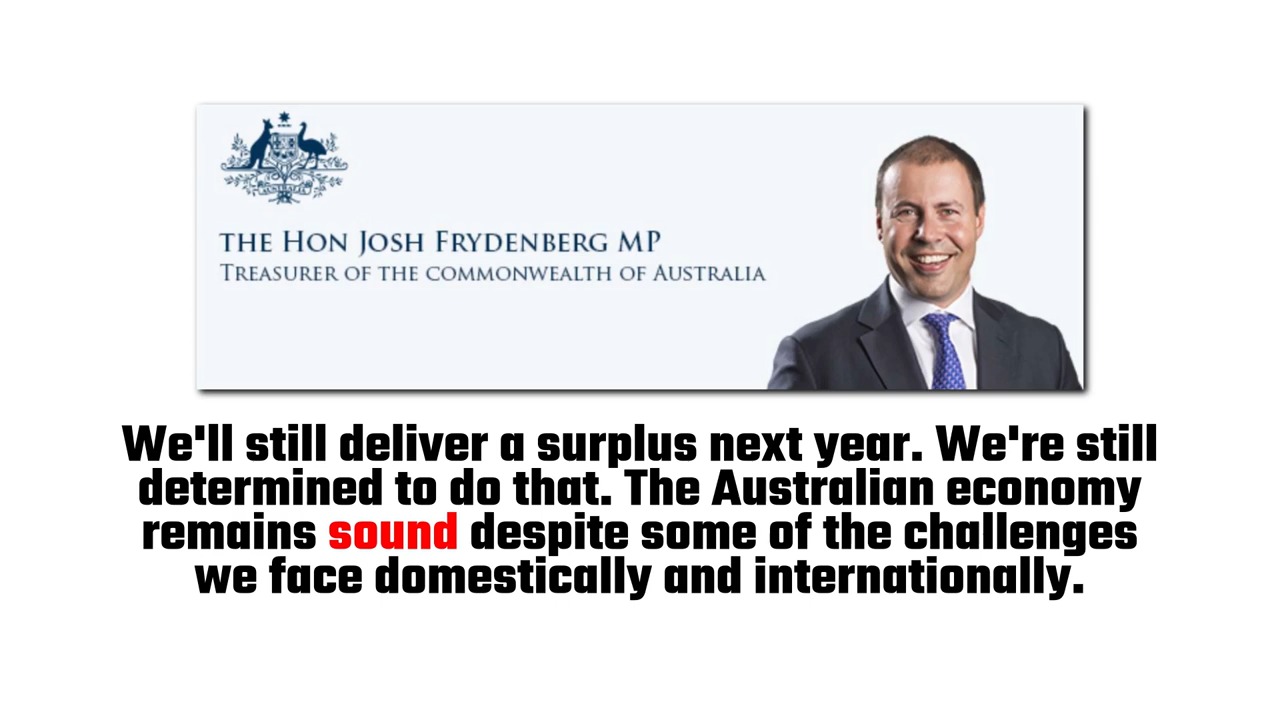 AUSTRALIA
THE HON JOSH FRYDENBERG MP
TREASURER OF THE COMMONWEALTH OF AUSTRALIA
We'll still deliver a surplus next year. We're still
determined to do that. The Australian economy
remains sound despite some of the challenges
we face domestically and internationally.